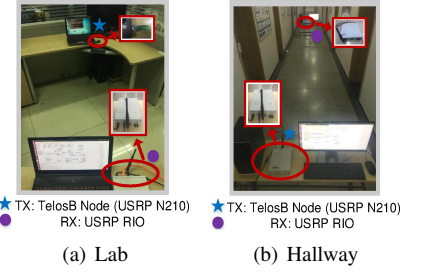 TX: TelosB Node (USRP N210)
RX: USRP RIO
(a) Lab
TX: TelosB Node (USRP N210)
RX: USRP RIO
(b) Hallway